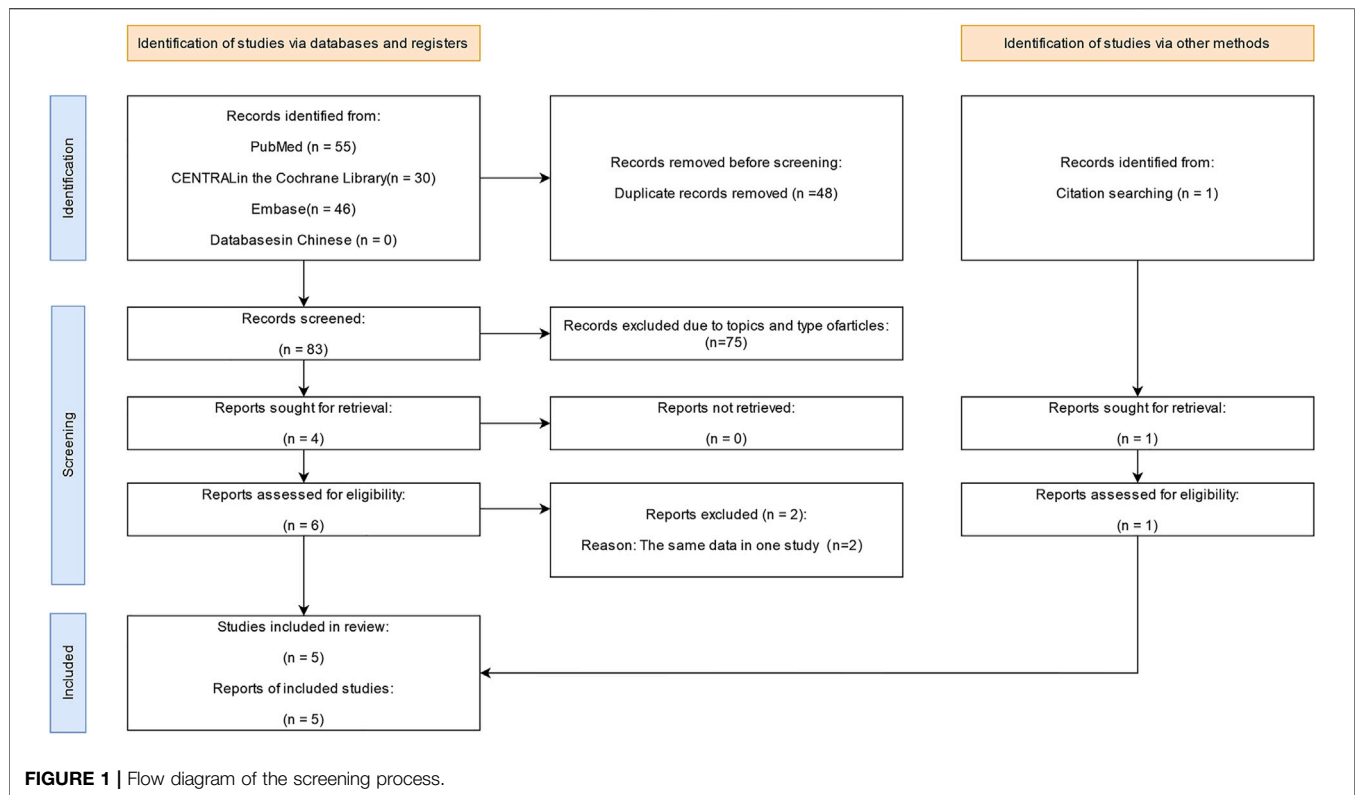 Identification of studies via databases and registers
Identification of studies via other methods
Identification
Records identified from:
PubMed (n = 55)
CENTRALin the Cochrane Library(n = 30)
Embase(n = 46)
Databasesin Chinese (n = 0)
Records removed before screening:
Duplicate records removed (n =48)
Records identified from:
Citation searching (n = 1)
Screening
Records screened:
(n = 83)
Records excluded due to topics and type ofarticles:
(n=75)
Reports sought for retrieval:
(n = 4)
Reports not retrieved:
(n = 0)
Reports sought for retrieval:
(n = 1)
Reports assessed for eligibility:
(n = 6)
Reports excluded (n = 2):
Reason: The same data in one study (n=2)
Reports assessed for eligibility:
(n = 1)
Included
Studies included in review:
(n = 5)
Reports of included studies:
(n = 5)
FIGURE 1 | Flow diagram of the screening process.